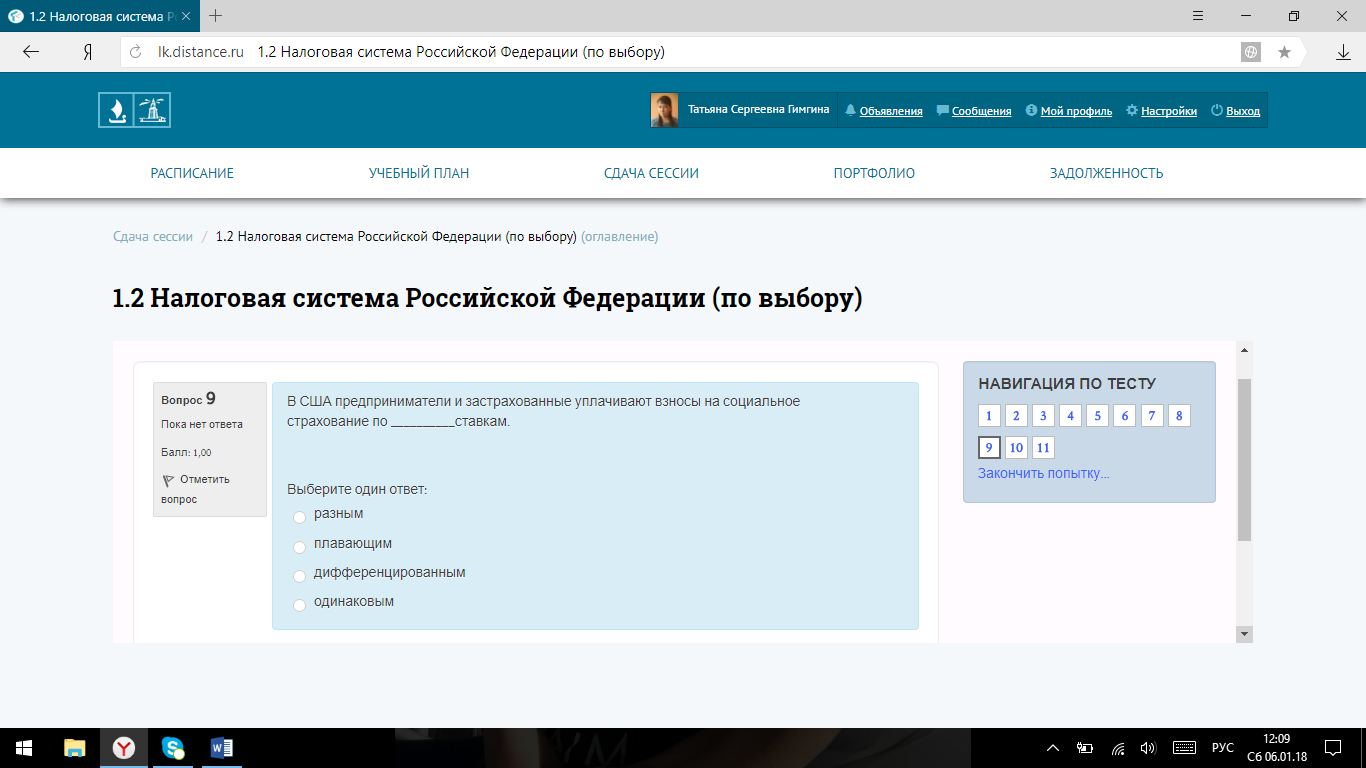 1.2 Налоговая система Р
lk.distance.ru 1.2 Налоговая система Российской Федерации (по выбору)
Татьяна Сергеевна Гимгина Объявления Сообщения Мой профиль Настройки Выход
РАСПИСАНИЕ УЧЕБНЫЙ ПЛАН СДАЧА СЕССИИ ПОРТФОЛИО ЗАДОЛЖЕННОСТЬ
Сдача сессии / 1.2 Налоговая система Российской Федерации (по выбору) (оглавление)
1.2 Налоговая система Российской Федерации (по выбору)
Вопрос 9
Пока нет ответа
Балл: 1,00
Отметить
вопрос
В США предприниматели и застрахованные уплачивают взносы на социальное
страхование по __________ставкам.
Выберите один ответ:
разным
плавающим
дифференцированным
одинаковым
НАВИГАЦИЯ ПО ТЕСТУ
1 2 3 4 5 6 7 8
9 10 11
Закончить попытку...
РУС
12:09
Сб 06.01.18